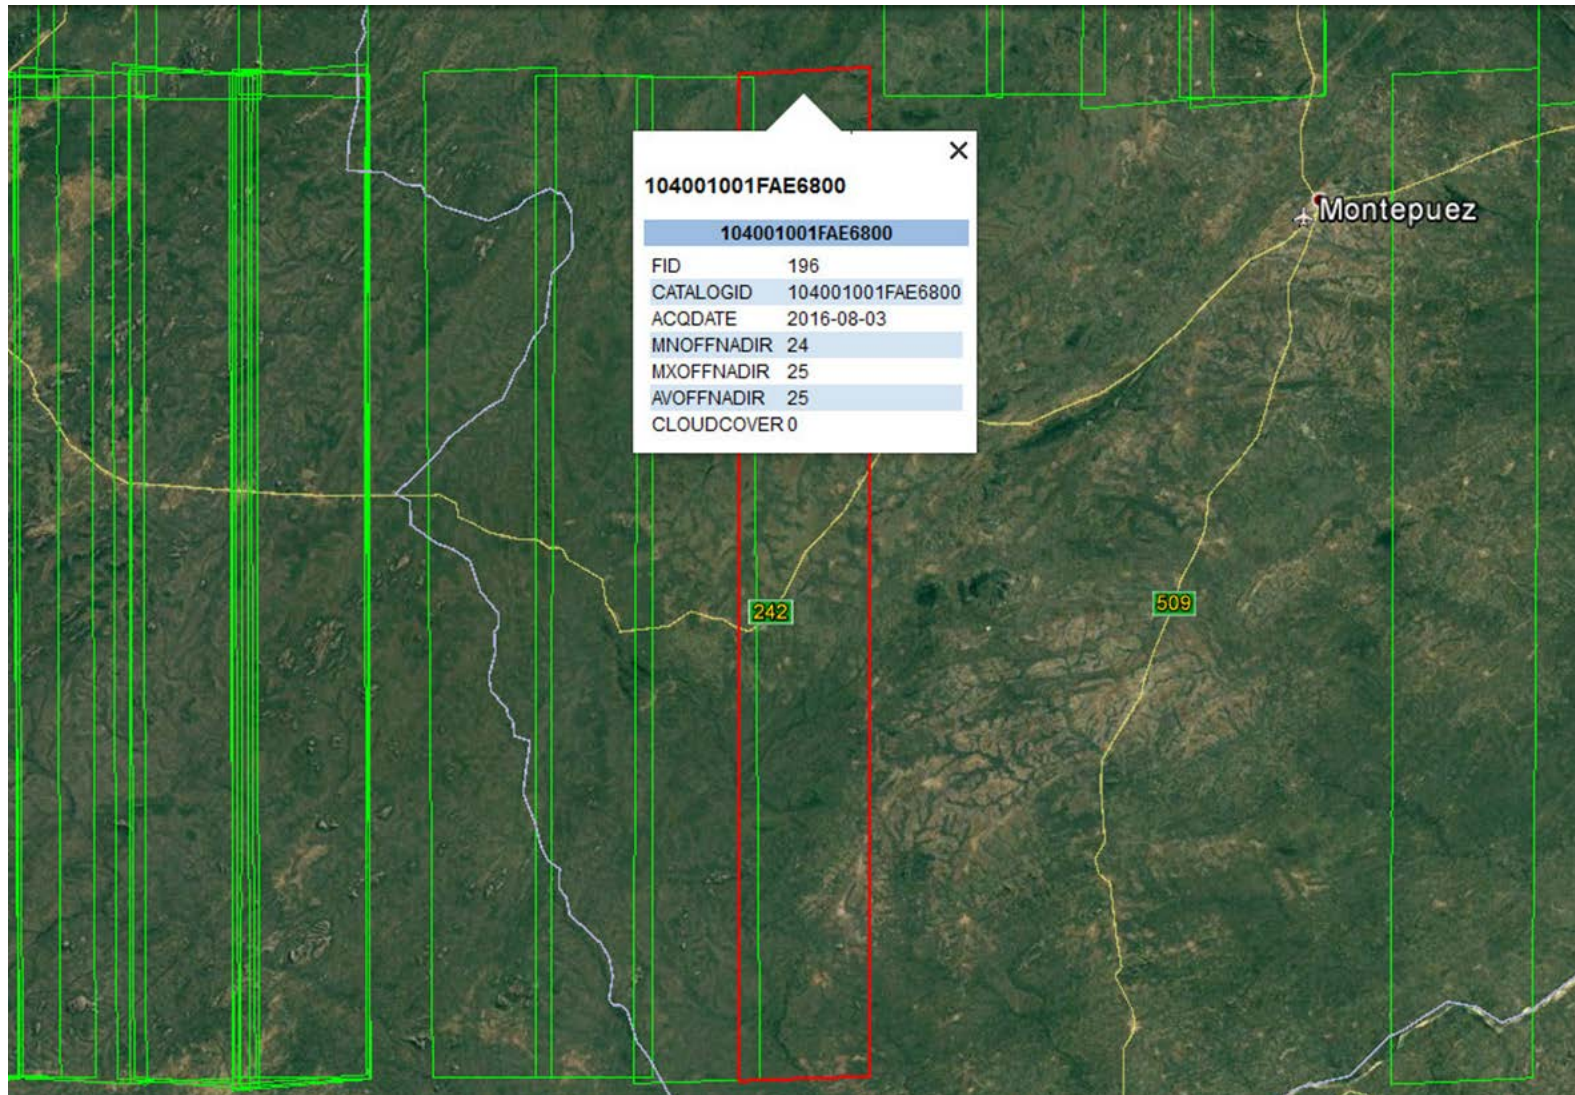 104001001FAE6800
104001001FAE6800
FID 196
CATALOGID 104001001FAE6800
ACQDATE 2016-08-03
MNOFFNADIR 24
MXOFFNADIR 25
AVOFFNADIR 25
CLOUDCOVER 0
Montepuez
242
509